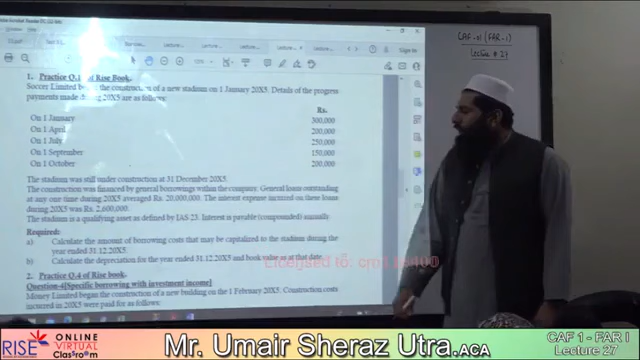 Sign In
CAF-01 (FAR-1)
Lecture # 27
1. Practice Q.1 of Rise Book.
Soccer Limited began the construction of a new stadium on 1 January 20X5. Details of the progress
payments made during 20X5 are as follows:
Rs.
On 1 January 300,000
On 1 April 200,000
On 1 July 250,000
On 1 September 150,000
On 1 October 200,000
The stadium was still under construction at 31 December 20X5.
The construction was financed by general borrowings within the company. General loans outstanding
at any one time during 20X5 averaged Rs. 20,000,000. The interest expense incurred on these loans
during 20X5 was Rs. 2,600,000.
The stadium is a qualifying asset as defined by IAS-23. Interest is payable (compounded) annually
Required:
a) Calculate the amount of borrowing costs that may be capitalized to the stadium during the
year ended 31.12.20X5.
b) Calculate the depreciation for the year ended 31.12.20X5 and book value as at that date.
Licensed to:
2. Practice Q.4 of Rise book.
Question-4[Specific borrowing with investment income]
Money Limited began the construction of a new building on the 1 February 20X5. Construction costs
incurred in 20X5 were paid for as follows:
RISE
ONLINE
VIRTUAL
Classroom
Mr. Umair Sheraz Utra.ACA
CAF 1 - FAR I
Lecture 27